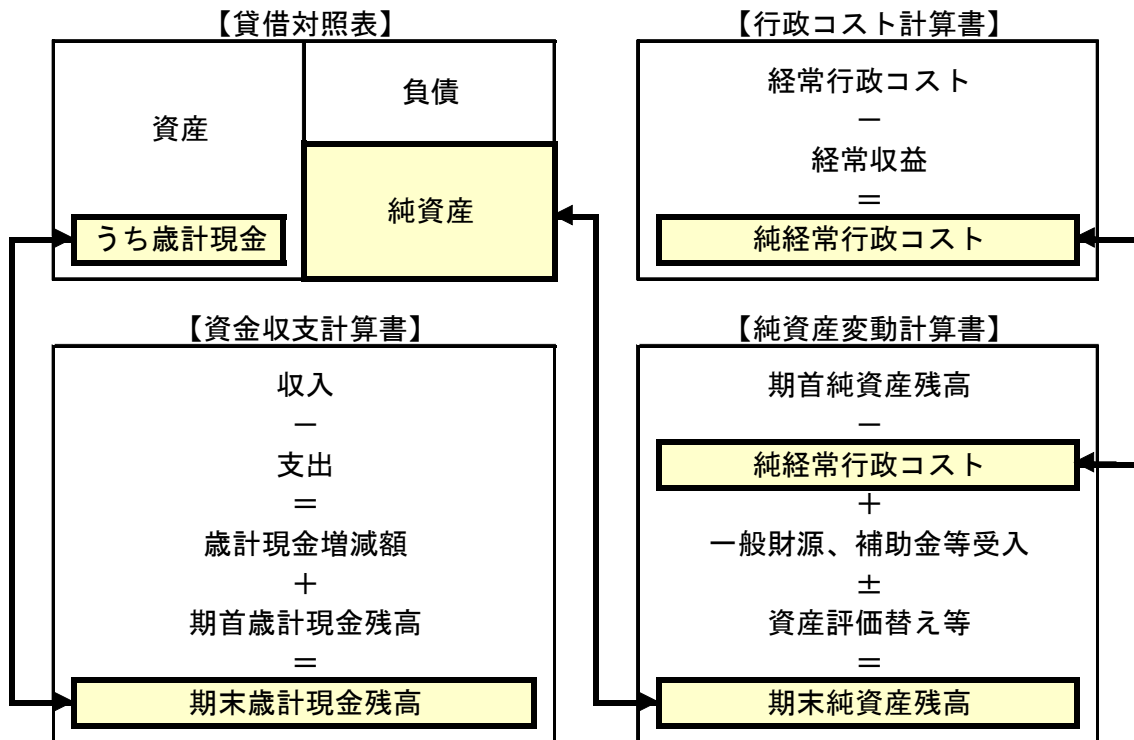 【貸借対照表】
資産
負債
純資産
うち歳計現金
【行政コスト計算書】
経常行政コスト
－
経常収益
＝
純経常行政コスト
【資金収支計算書】
収入
－
支出
＝
歳計現金増減額
＋
期首歳計現金残高
＝
期末歳計現金残高
【純資産変動計算書】
期首純資産残高
－
純経常行政コスト
＋
一般財源、補助金等受入
±
資産評価替え等
＝
期末純資産残高